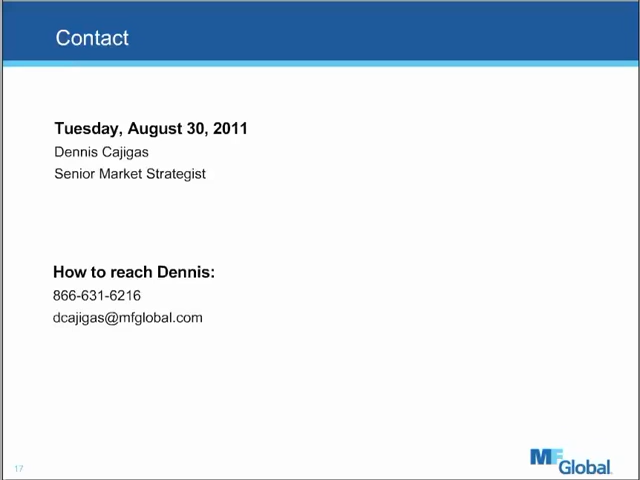 Contact
Tuesday, August 30, 2011
Dennis Cajigas
Senior Market Strategist
How to reach Dennis:
866-631-6216
dcajigas@mfglobal.com
17
MF Global